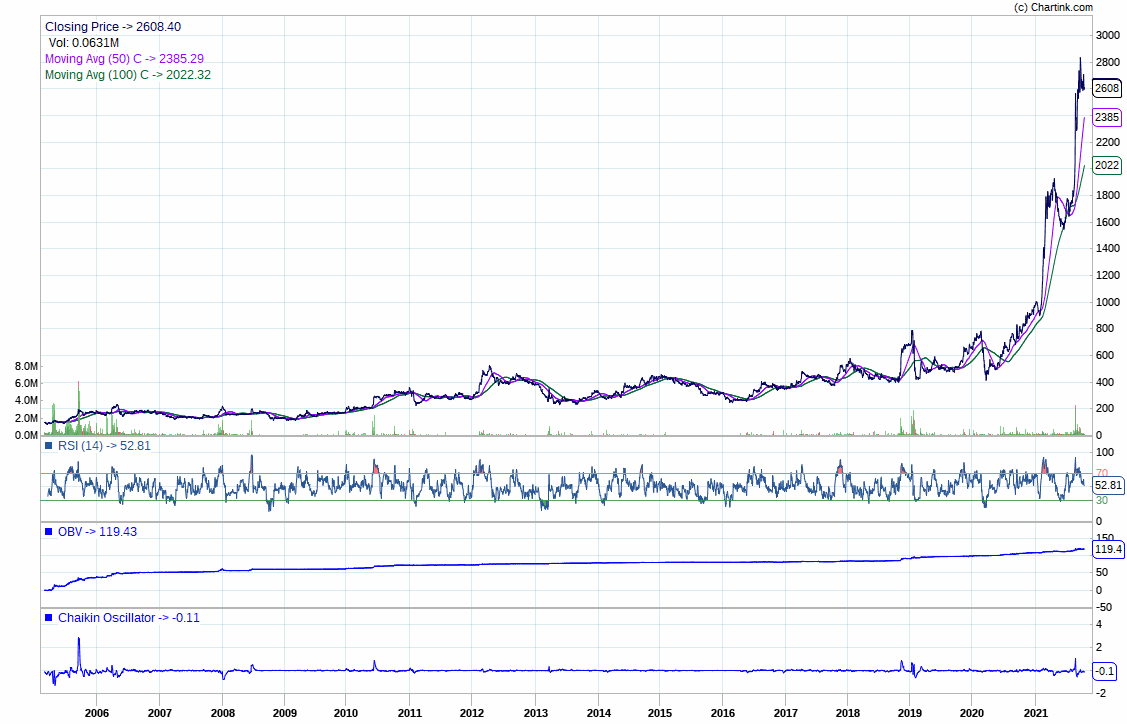 (c) Chartink.com
Closing Price -> 2608.40
Vol: 0.0631M
Moving Avg (50) C -> 2385.29
Moving Avg (100) C -> 2022.32
3000
2800
2608
2385
2200
2022
1800
1600
1400
1200
1000
800
600
400
200
0
8.0M
6.0M
4.0M
2.0M
0.0M
RSI (14) -> 52.81
100
70
52.81
30
0
OBV -> 119.43
150
119.4
50
0
-50
Chaikin Oscillator -> -0.11
4
2
-0.1
-2
2006 2007 2008 2009 2010 2011 2012 2013 2014 2015 2016 2017 2018 2019 2020 2021